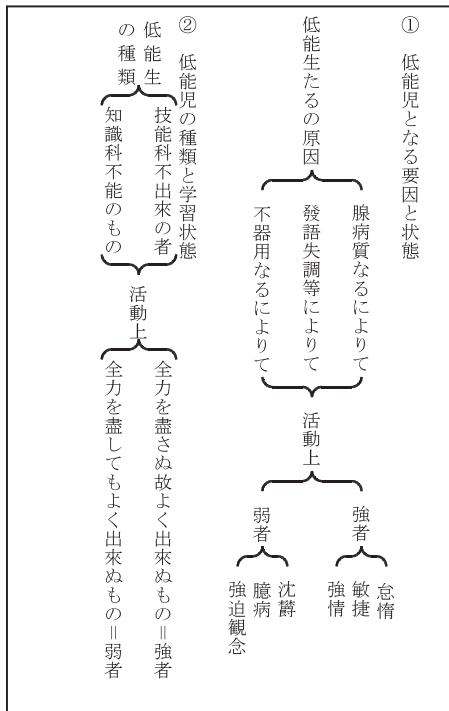 ① 低能児となる要因と状態
低能生たるの原因
腺病質なるによりて
發語失調等によりて
不器用なるによりて
活動上
強者
怠惰
敏捷
強情
弱者
沈欝
臆病
強迫観念
② 低能児の種類と学習状態
低能生
の種類
技能科不出來の者
知識科不能のもの
活動上
全力を盡さぬ故よく出來ぬもの＝強者
全力を盡してもよく出來ぬもの＝弱者